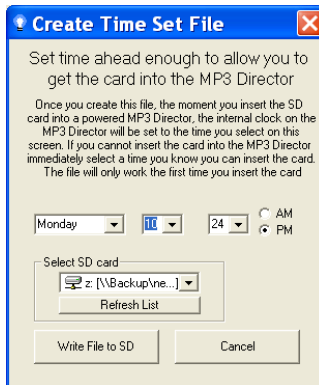 Create Time Set File
Set time ahead enough to allow you to
get the card into the MP3 Director
Once you create this file, the moment you insert the SD
card into a powered MP3 Director, the internal clock on the
MP3 Director will be set to the time you select on this
screen. If you cannot insert the card into the MP3 Director
immediately select a time you know you can insert the card.
The file will only work the first time you insert the card
AM
Monday 10 24 PM
Select SD card
z: [\\Backup\ne...]
Refresh List
Write File to SD Cancel